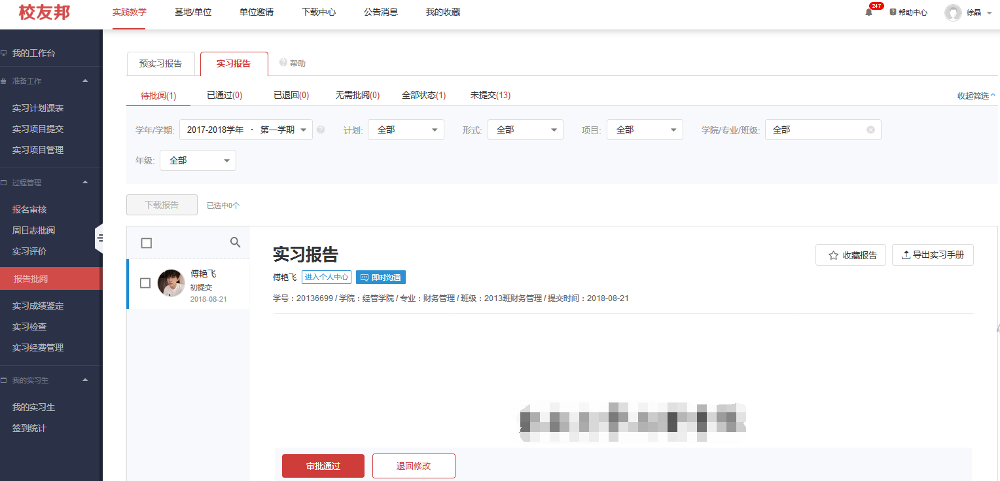 校友邦
实践教学 基地/单位 单位邀请 下载中心 公告消息 我的收藏 247 帮助中心 徐晶
我的工作台
准备工作
实习计划课表
实习项目提交
实习项目管理
过程管理
报名审核
周日志批阅
实习评价
报告批阅
实习成绩鉴定
实习检查
实习经费管理
我的实习生
我的实习生
签到统计
预实习报告 实习报告 帮助
待批阅(1) 已通过(0) 已退回(0) 无需批阅(0) 全部状态(1) 未提交(13) 收起筛选
学年/学期: 2017-2018学年 · 第一学期 计划: 全部 形式: 全部 项目: 全部 学院/专业/班级: 全部
年级: 全部
下载报告 已选中0个
傅艳飞
初提交
2018-08-21
实习报告 收藏报告 导出实习手册
傅艳飞 进入个人中心 即时沟通
学号：20136699 / 学院：经管学院 / 专业：财务管理 / 班级：2013班财务管理 / 提交时间：2018-08-21
审批通过 退回修改